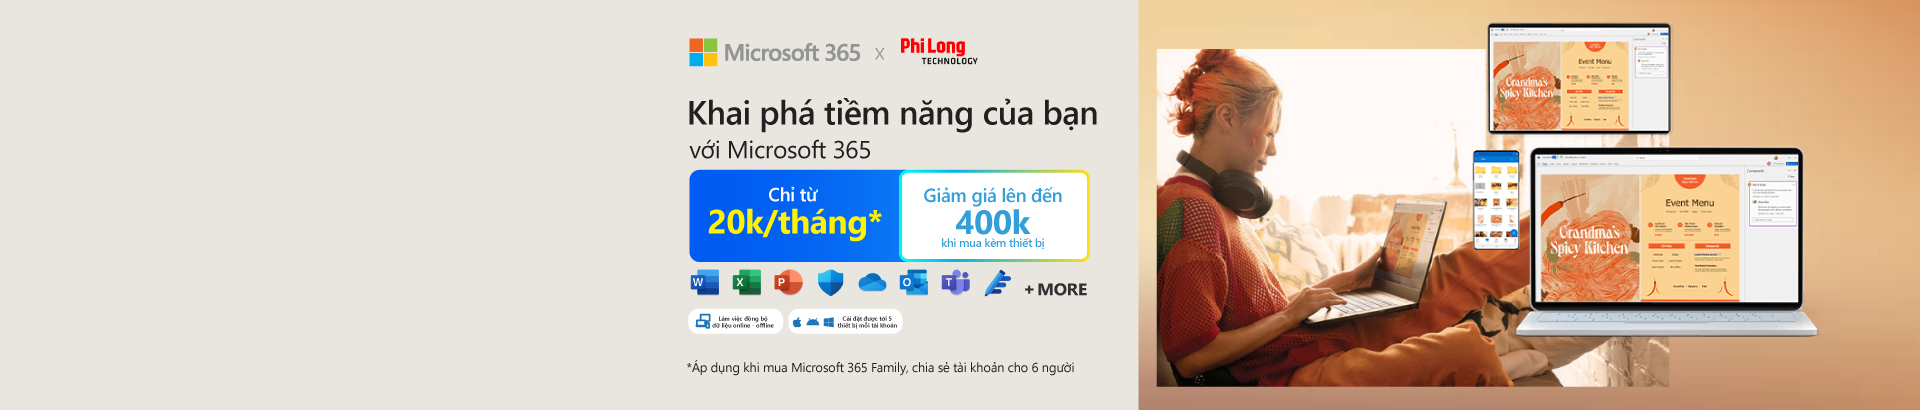 Microsoft 365 X Phi Long
TECHNOLOGY
Khai phá tiềm năng của bạn
với Microsoft 365
Chỉ từ
20k/tháng*
Giảm giá lên đến
400k
khi mua kèm thiết bị
+ MORE
Làm việc đồng bộ
dữ liệu online - offline
Cài đặt được tới 5
thiết bị mỗi tài khoản
*Áp dụng khi mua Microsoft 365 Family, chia sẻ tài khoản cho 6 người
Grandma's
Spicy Kitchen
Event Menu
Grandma's
Spicy Kitchen
Event Menu
Comments